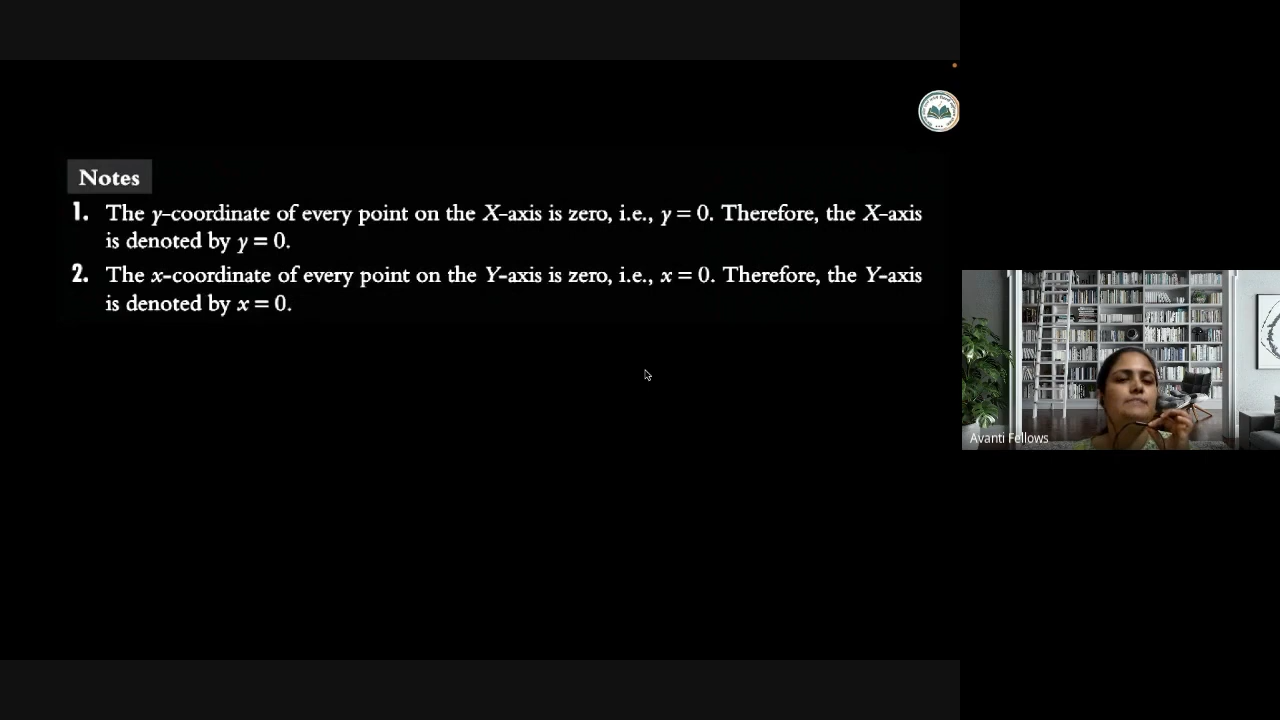 Notes
1. The y-coordinate of every point on the X-axis is zero, i.e., y = 0. Therefore, the X-axis
is denoted by y = 0.
2. The x-coordinate of every point on the Y-axis is zero, i.e., x = 0. Therefore, the Y-axis
is denoted by x = 0.
Avanti Fellows